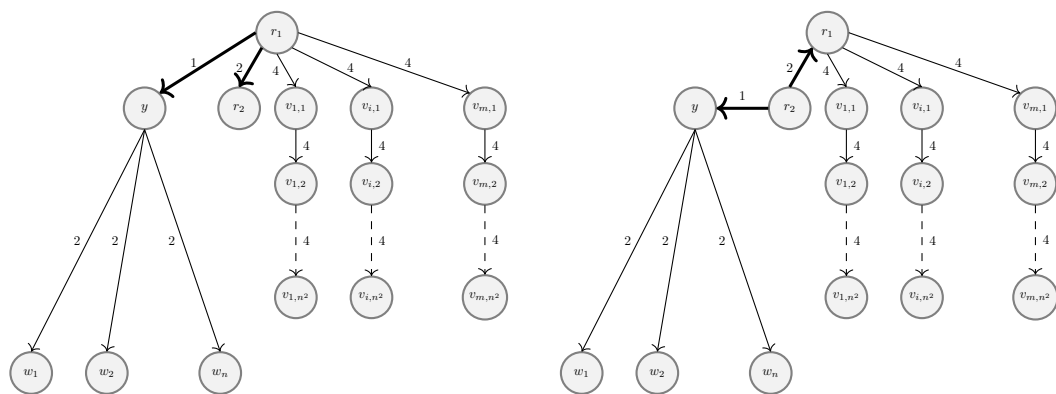 r₁ r₁
1 2 4 4 4 2 4 4 4
y r₂ v₁,₁ vᵢ,₁ vₘ,₁ y 1 r₂ v₁,₁ vᵢ,₁ vₘ,₁
4 4 4 4 4 4
v₁,₂ vᵢ,₂ vₘ,₂ v₁,₂ vᵢ,₂ vₘ,₂
2 2 2 4 4 4 2 2 2 4 4 4
v₁,ₙ² vᵢ,ₙ² vₘ,ₙ² v₁,ₙ² vᵢ,ₙ² vₘ,ₙ²
w₁ w₂ wₙ w₁ w₂ wₙ